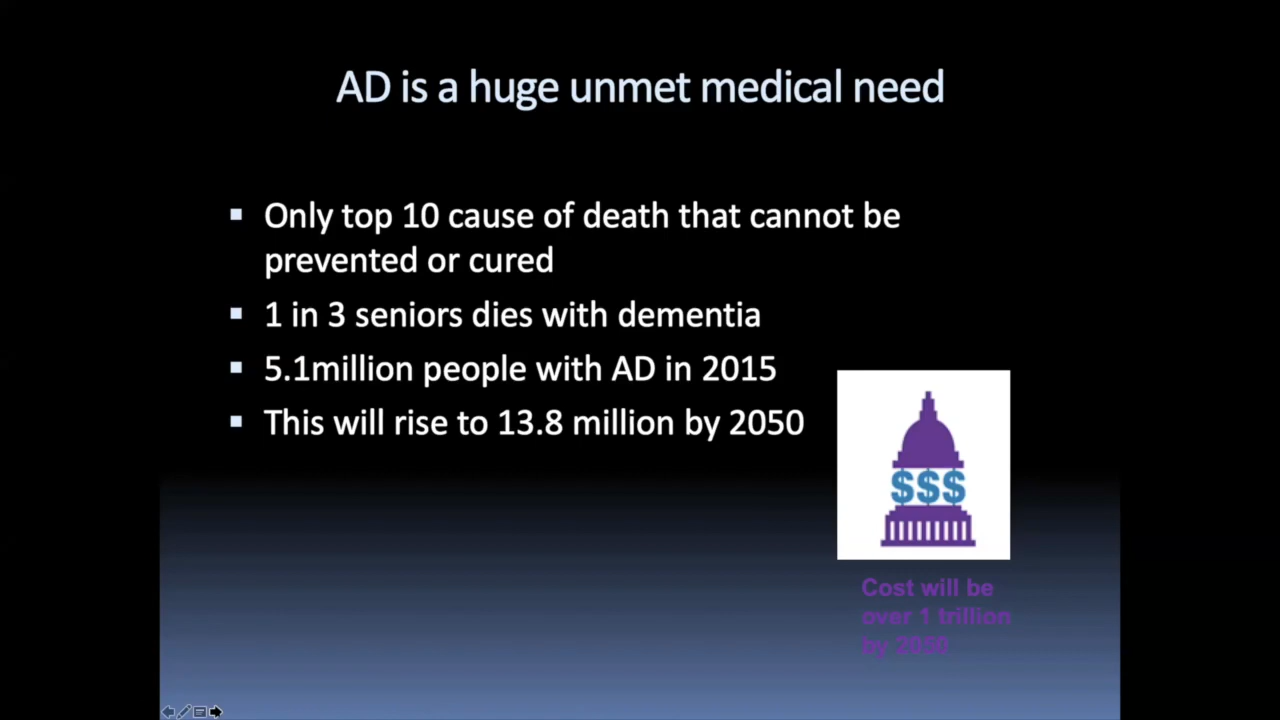 AD is a huge unmet medical need
Only top 10 cause of death that cannot be
prevented or cured
1 in 3 seniors dies with dementia
5.1million people with AD in 2015
This will rise to 13.8 million by 2050
$$$
Cost will be
over 1 trillion
by 2050